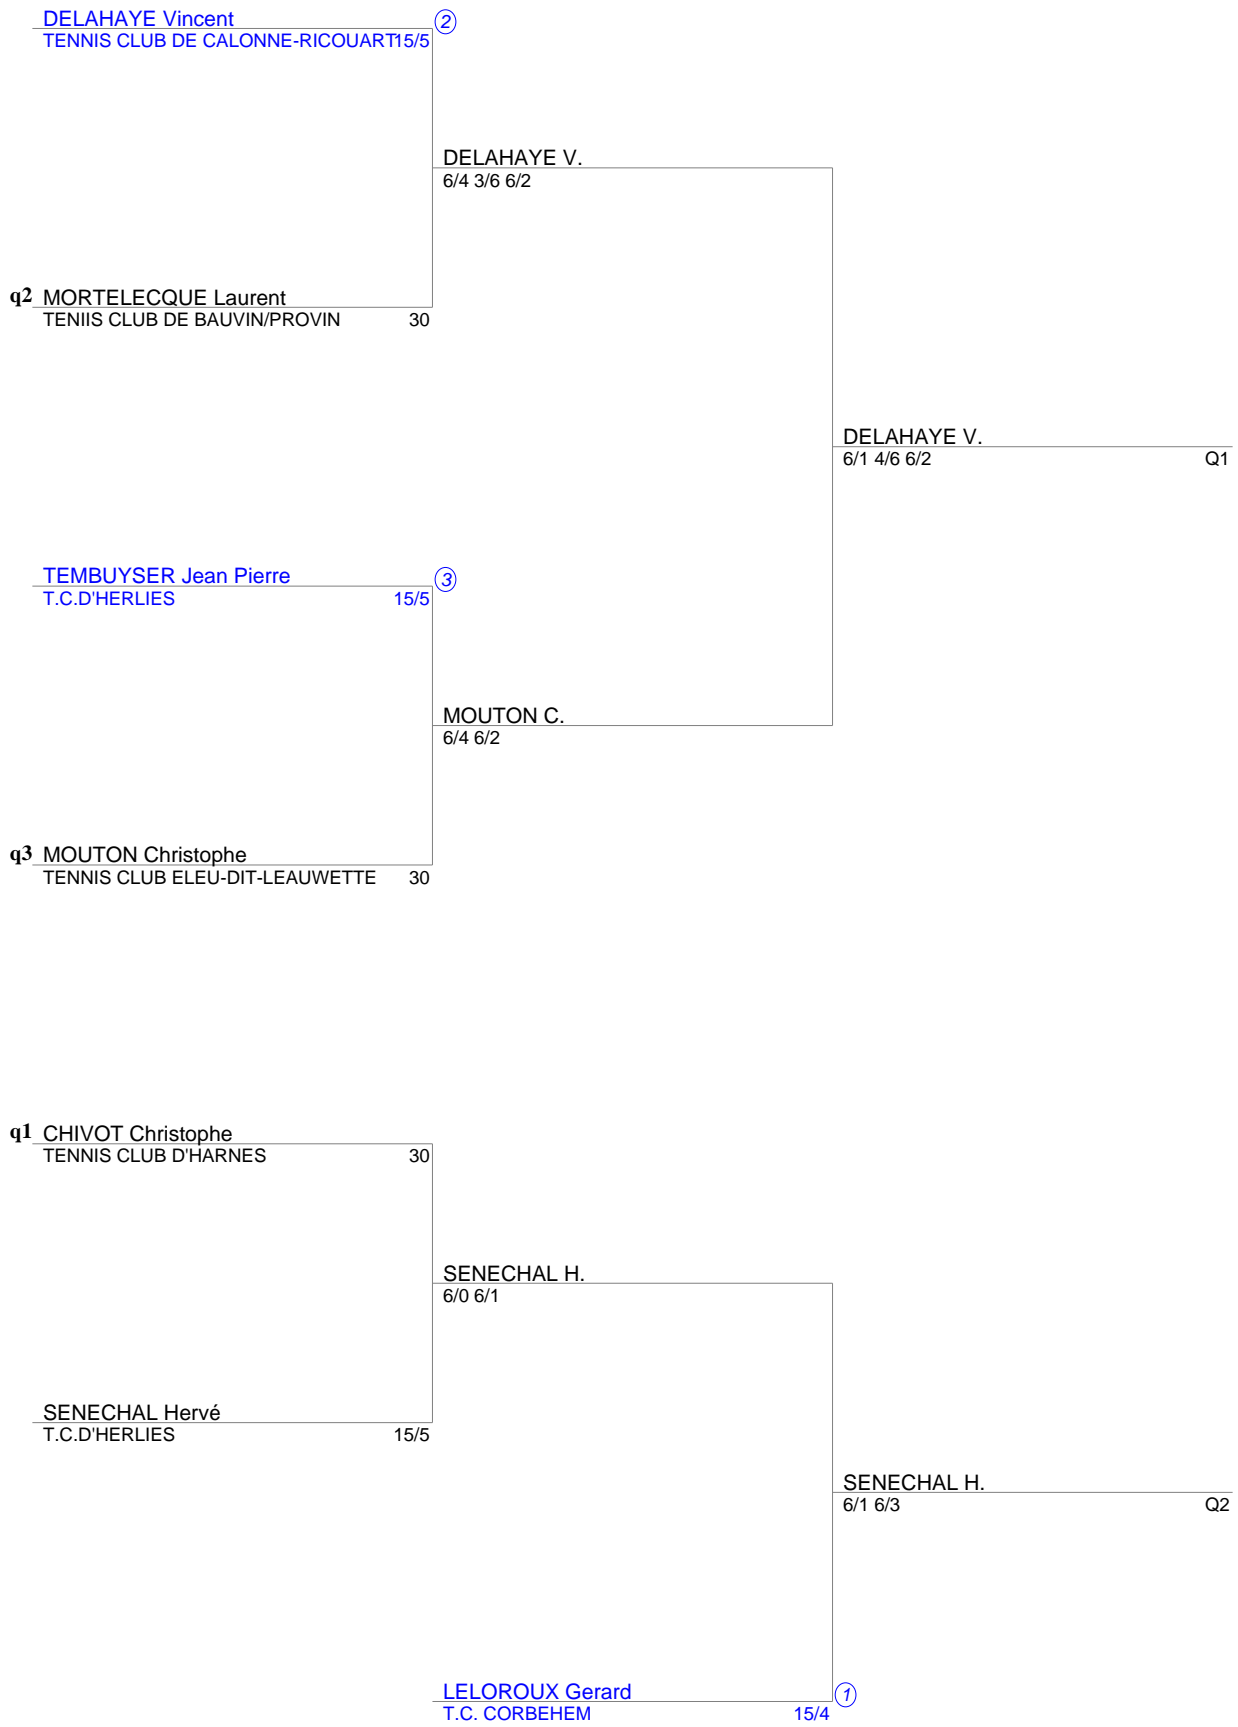 DELAHAYE Vincent 2
TENNIS CLUB DE CALONNE-RICOUART 15/5
DELAHAYE V.
6/4 3/6 6/2
q2 MORTELECQUE Laurent
TENIIS CLUB DE BAUVIN/PROVIN 30
DELAHAYE V.
6/1 4/6 6/2 Q1
TEMBUYSER Jean Pierre 3
T.C.D'HERLIES 15/5
MOUTON C.
6/4 6/2
q3 MOUTON Christophe
TENNIS CLUB ELEU-DIT-LEAUWETTE 30
q1 CHIVOT Christophe
TENNIS CLUB D'HARNES 30
SENECHAL H.
6/0 6/1
SENECHAL Hervé
T.C.D'HERLIES 15/5
SENECHAL H.
6/1 6/3 Q2
LELOROUX Gerard 1
T.C. CORBEHEM 15/4